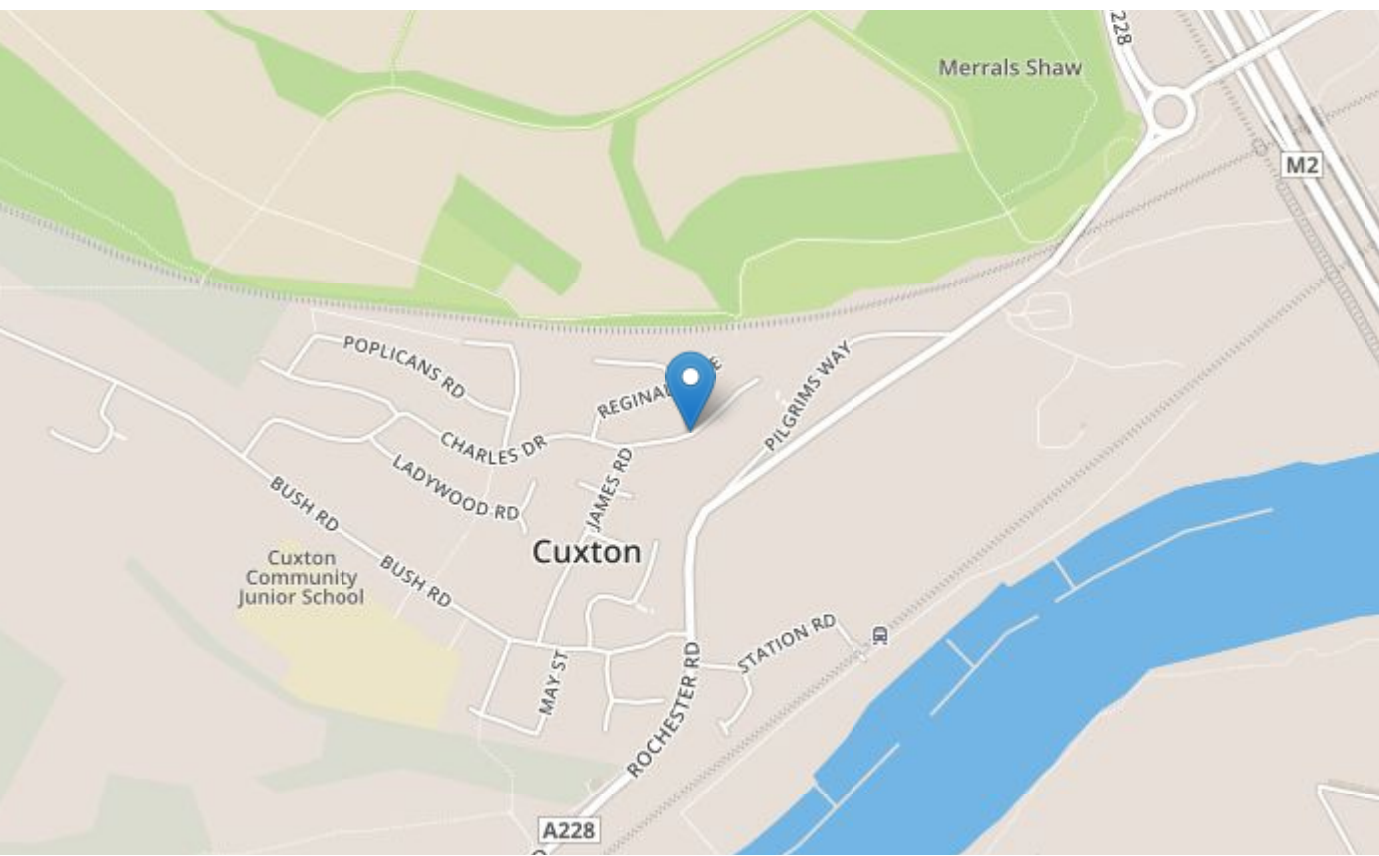 228
Merrals Shaw
M2
POPLICANS RD
PILGRIMS WAY
CHARLES DR
LADYWOOD RD
JAMES RD
BUSH RD
Cuxton
Cuxton
Community
Junior School
BUSH RD
STATION RD
MAY ST
ROCHESTER RD
A228